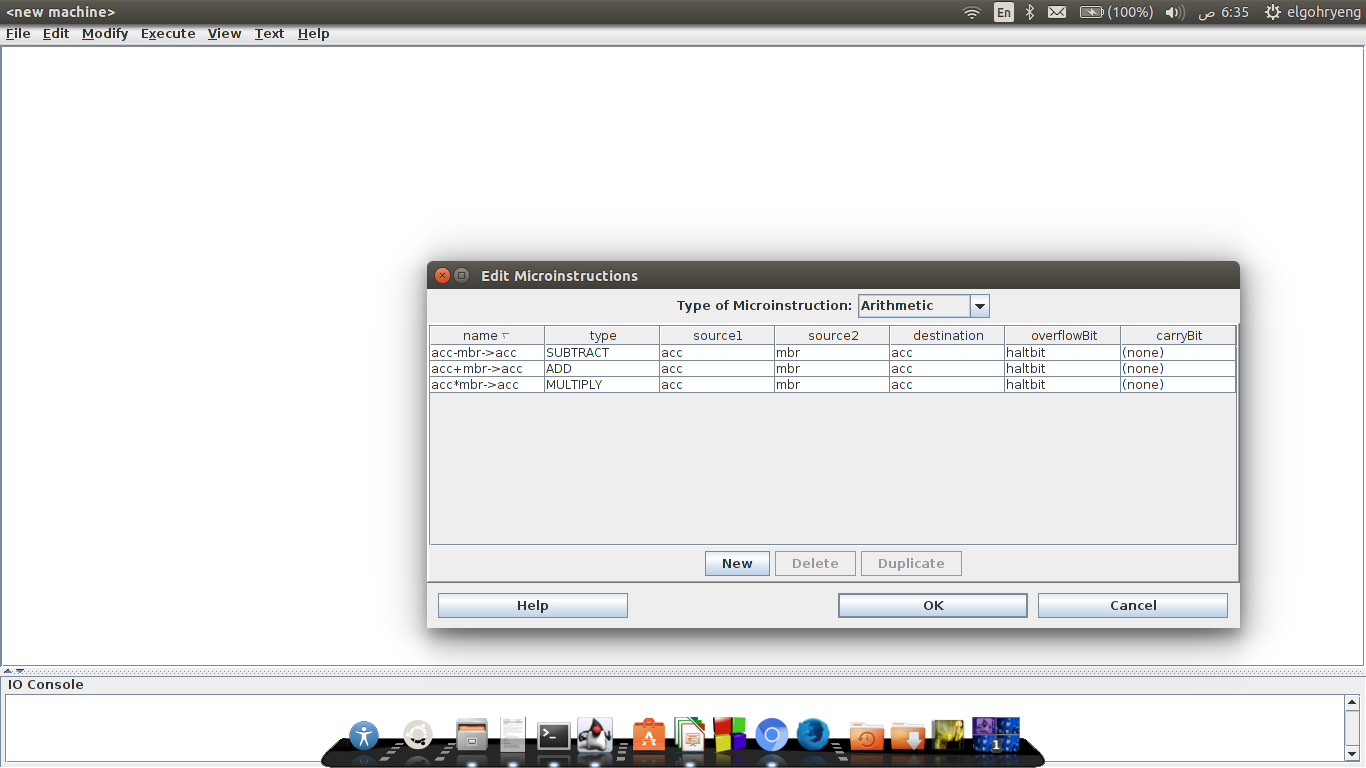 <new machine>
En
(100%)
6:35 ص
elgohryeng
File Edit Modify Execute View Text Help
Edit Microinstructions
Type of Microinstruction: Arithmetic
name type source1 source2 destination overflowBit carryBit
acc-mbr->acc SUBTRACT acc mbr acc haltbit (none)
acc+mbr->acc ADD acc mbr acc haltbit (none)
acc*mbr->acc MULTIPLY acc mbr acc haltbit (none)
New Delete Duplicate
Help OK Cancel
IO Console
1